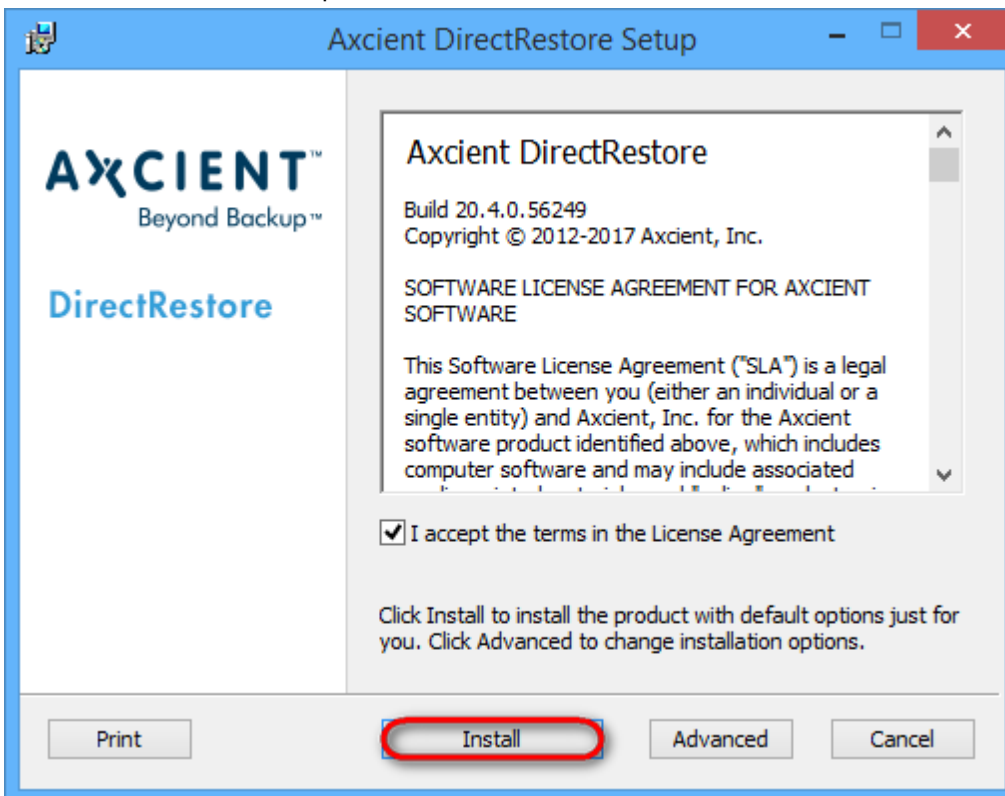 Axcient DirectRestore Setup
AXCIENT™
Beyond Backup™
DirectRestore
Axcient DirectRestore
Build 20.4.0.56249
Copyright © 2012-2017 Axcient, Inc.
SOFTWARE LICENSE AGREEMENT FOR AXCIENT
SOFTWARE
This Software License Agreement ("SLA") is a legal
agreement between you (either an individual or a
single entity) and Axcient, Inc. for the Axcient
software product identified above, which includes
computer software and may include associated
I accept the terms in the License Agreement
Click Install to install the product with default options just for
you. Click Advanced to change installation options.
Print
Install
Advanced
Cancel